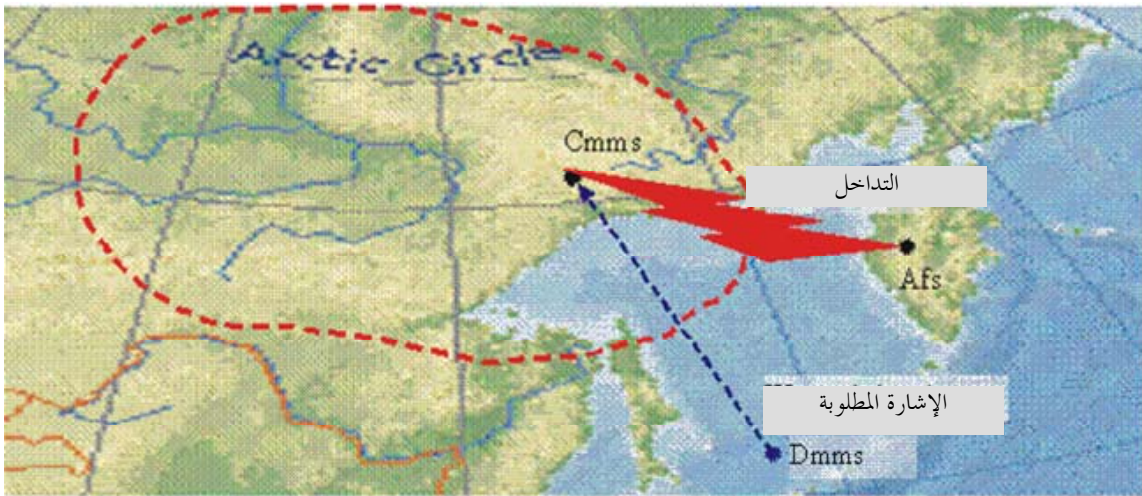 Arctic Circle
Cmms
التداخل
Afs
الإشارة المطلوبة
Dmms